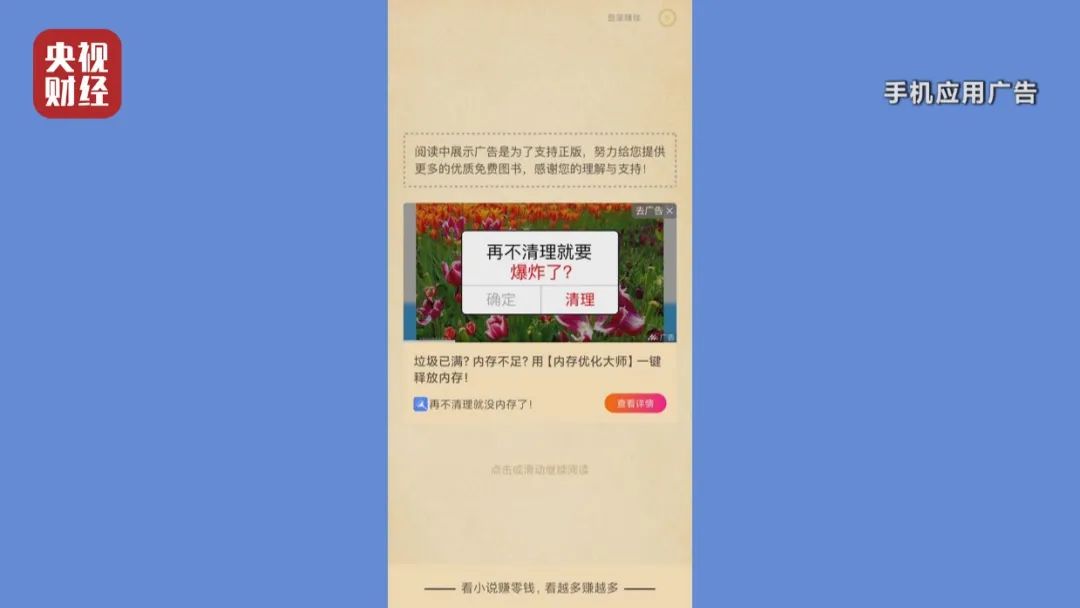 央视
财经
手机应用广告
登录赚钱
阅读中展示广告是为了支持正版，努力给您提供
更多的优质免费图书，感谢您的理解与支持！
去广告 ×
再不清理就要
爆炸了？
确定
清理
广告
垃圾已满？内存不足？用【内存优化大师】一键
释放内存！
再不清理就没内存了！
查看详情
点击或滑动继续阅读
看小说赚零钱，看越多赚越多